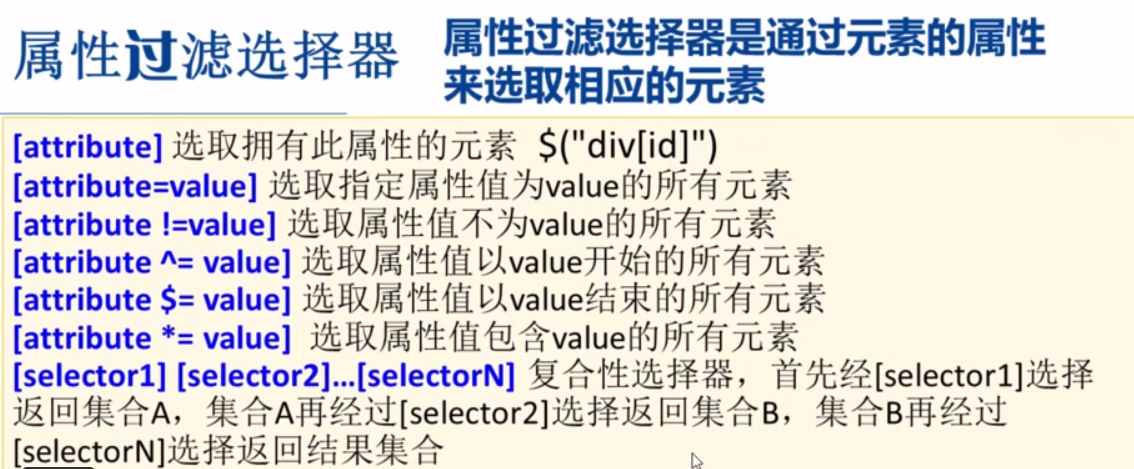 属性过滤选择器
属性过滤选择器是通过元素的属性
来选取相应的元素
[attribute] 选取拥有此属性的元素 $("div[id]")
[attribute=value] 选取指定属性值为value的所有元素
[attribute !=value] 选取属性值不为value的所有元素
[attribute ^= value] 选取属性值以value开始的所有元素
[attribute $= value] 选取属性值以value结束的所有元素
[attribute *= value] 选取属性值包含value的所有元素
[selector1] [selector2]…[selectorN] 复合性选择器，首先经[selector1]选择
返回集合A，集合A再经过[selector2]选择返回集合B，集合B再经过
[selectorN]选择返回结果集合